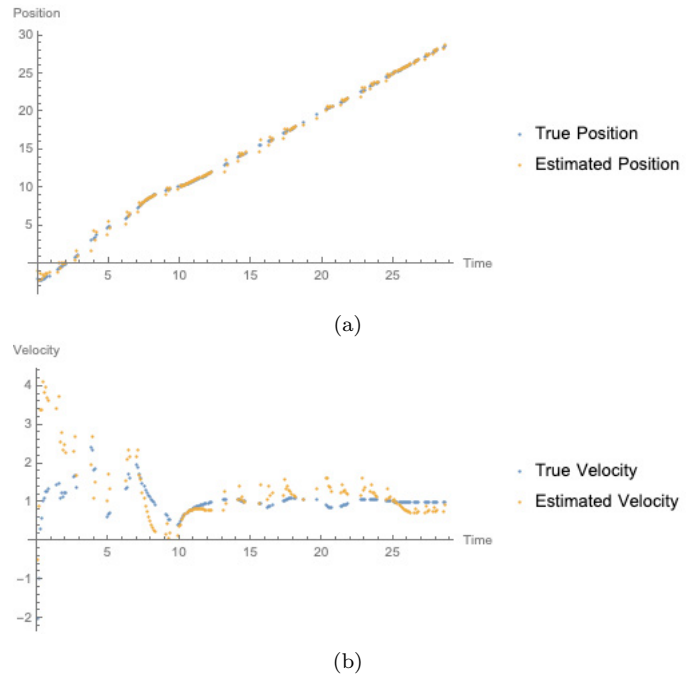 Position
30
25
20
15
10
5
5 10 15 20 25
Time
True Position
Estimated Position
(a)
Velocity
4
3
2
1
-1
-2
5 10 15 20 25
Time
True Velocity
Estimated Velocity
(b)